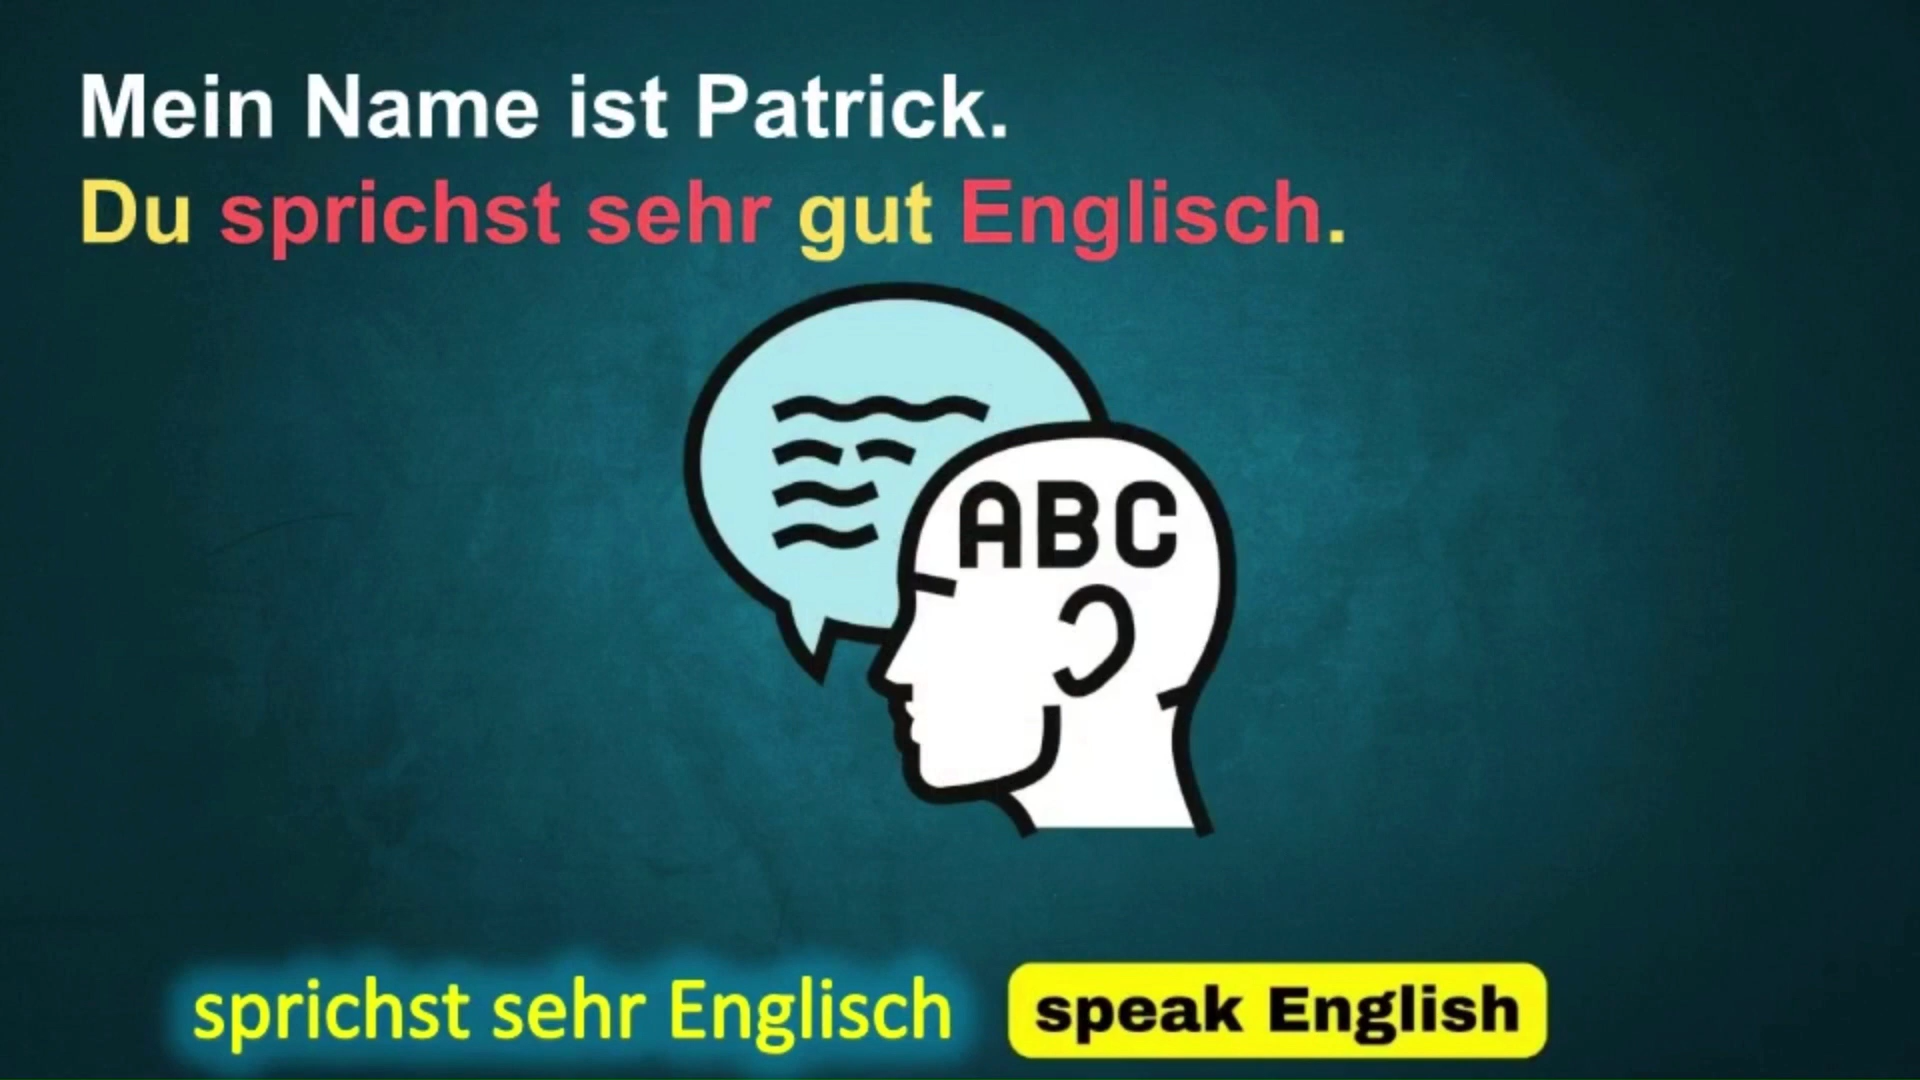 Mein Name ist Patrick.
Du sprichst sehr gut Englisch.
ABC
sprichst sehr Englisch speak English